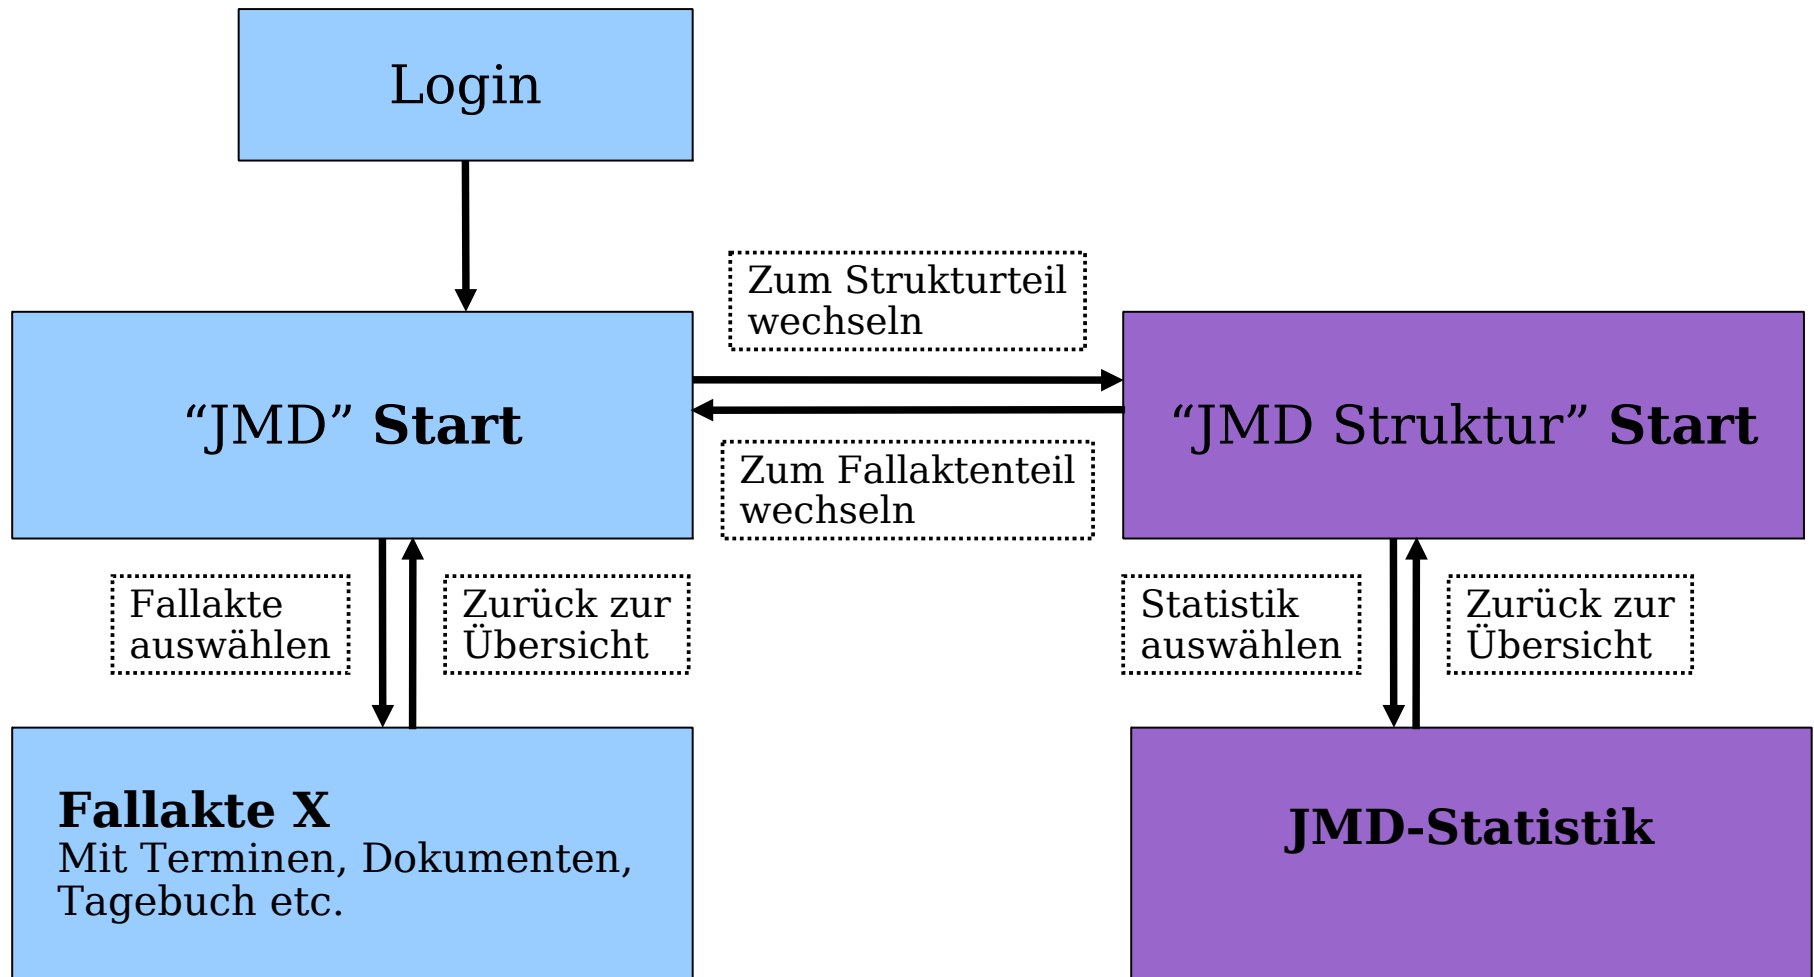 Login
Zum Strukturteil
wechseln
“JMD” Start
“JMD Struktur” Start
Zum Fallaktenteil
wechseln
Fallakte
auswählen
Zurück zur
Übersicht
Statistik
auswählen
Zurück zur
Übersicht
Fallakte X
Mit Terminen, Dokumenten,
Tagebuch etc.
JMD-Statistik